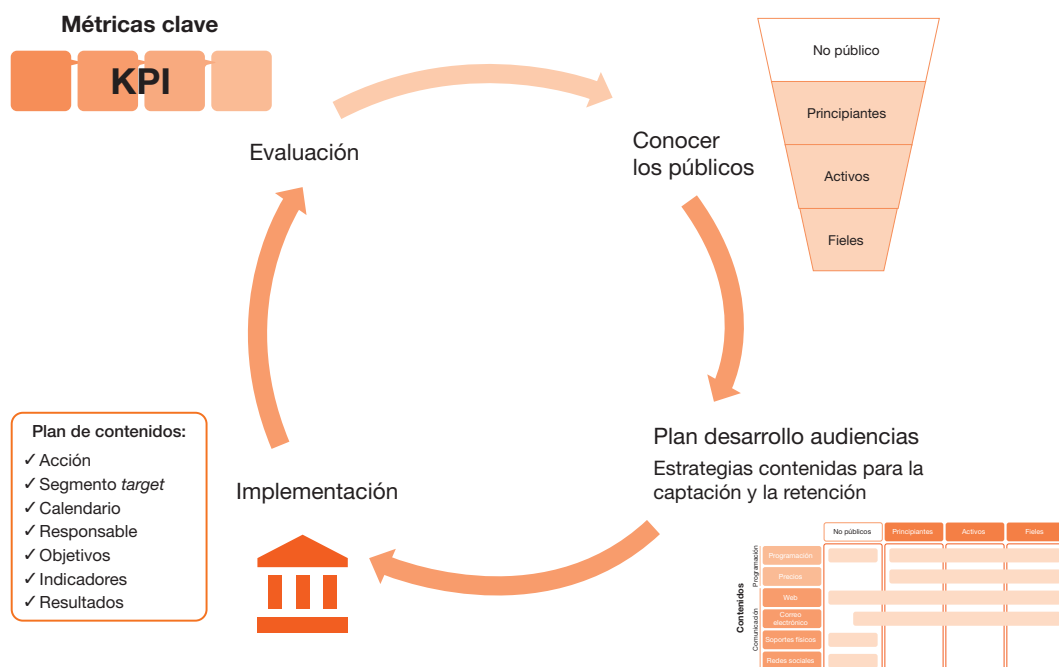 Métricas clave
KPI
No público
Principiantes
Activos
Fieles
Evaluación
Conocer
los públicos
Plan desarrollo audiencias
Estrategias contenidas para la
captación y la retención
Implementación
Plan de contenidos:
✓ Acción
✓ Segmento target
✓ Calendario
✓ Responsable
✓ Objetivos
✓ Indicadores
✓ Resultados
No públicos
Principiantes
Activos
Fieles
Contenidos
Programación
Programación
Precios
Comunicación
Web
Correo
electrónico
Soportes físicos
Redes sociales